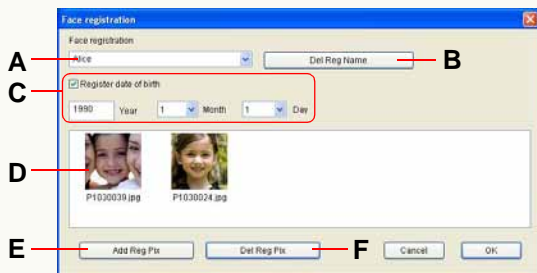 Face registration
Face registration
A Alice Del Reg Name B
C Register date of birth
1990 Year 1 Month 1 Day
D
P1030039.jpg P1030024.jpg
E Add Reg Pix Del Reg Pix F Cancel OK